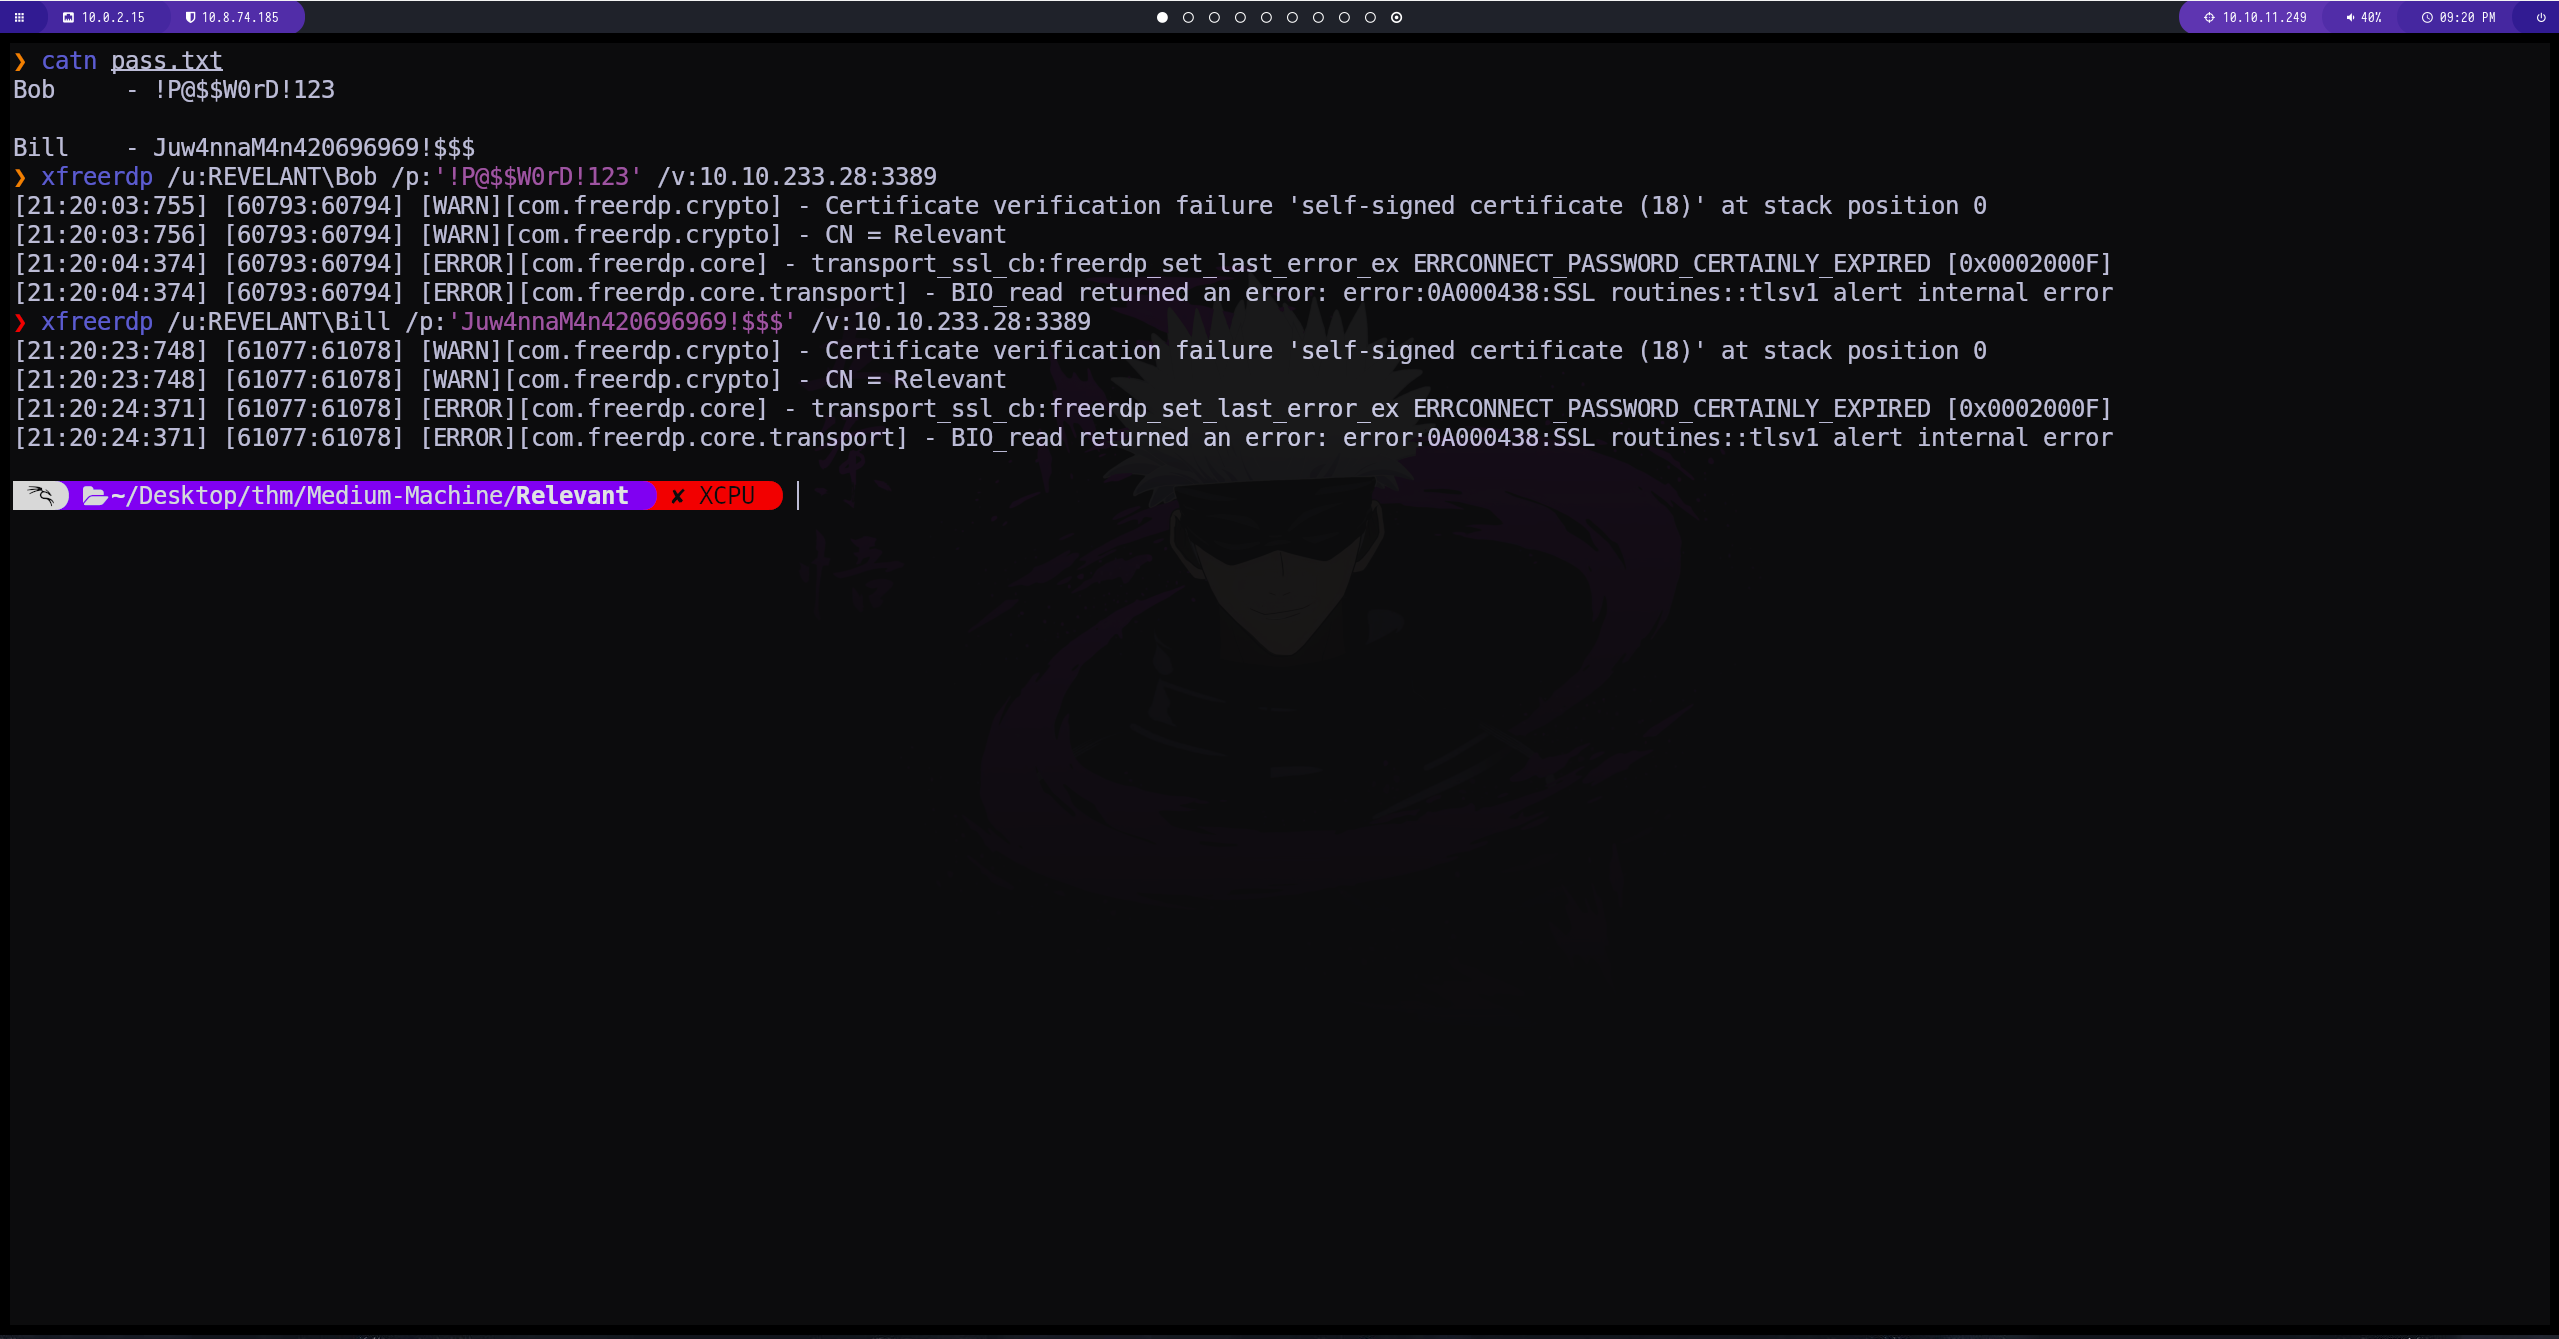 10.0.2.15 10.8.74.185 10.10.11.249 40% 09:20 PM
❯ catn pass.txt
Bob     - !P@$$W0rD!123
Bill    - Juw4nnaM4n420696969!$$$
❯ xfreerdp /u:REVELANT\Bob /p:'!P@$$W0rD!123' /v:10.10.233.28:3389
[21:20:03:755] [60793:60794] [WARN][com.freerdp.crypto] - Certificate verification failure 'self-signed certificate (18)' at stack position 0
[21:20:03:756] [60793:60794] [WARN][com.freerdp.crypto] - CN = Relevant
[21:20:04:374] [60793:60794] [ERROR][com.freerdp.core] - transport_ssl_cb:freerdp_set_last_error_ex ERRCONNECT_PASSWORD_CERTAINLY_EXPIRED [0x0002000F]
[21:20:04:374] [60793:60794] [ERROR][com.freerdp.core.transport] - BIO_read returned an error: error:0A000438:SSL routines::tlsv1 alert internal error
❯ xfreerdp /u:REVELANT\Bill /p:'Juw4nnaM4n420696969!$$$' /v:10.10.233.28:3389
[21:20:23:748] [61077:61078] [WARN][com.freerdp.crypto] - Certificate verification failure 'self-signed certificate (18)' at stack position 0
[21:20:23:748] [61077:61078] [WARN][com.freerdp.crypto] - CN = Relevant
[21:20:24:371] [61077:61078] [ERROR][com.freerdp.core] - transport_ssl_cb:freerdp_set_last_error_ex ERRCONNECT_PASSWORD_CERTAINLY_EXPIRED [0x0002000F]
[21:20:24:371] [61077:61078] [ERROR][com.freerdp.core.transport] - BIO_read returned an error: error:0A000438:SSL routines::tlsv1 alert internal error
~/Desktop/thm/Medium-Machine/Relevant ✘ XCPU